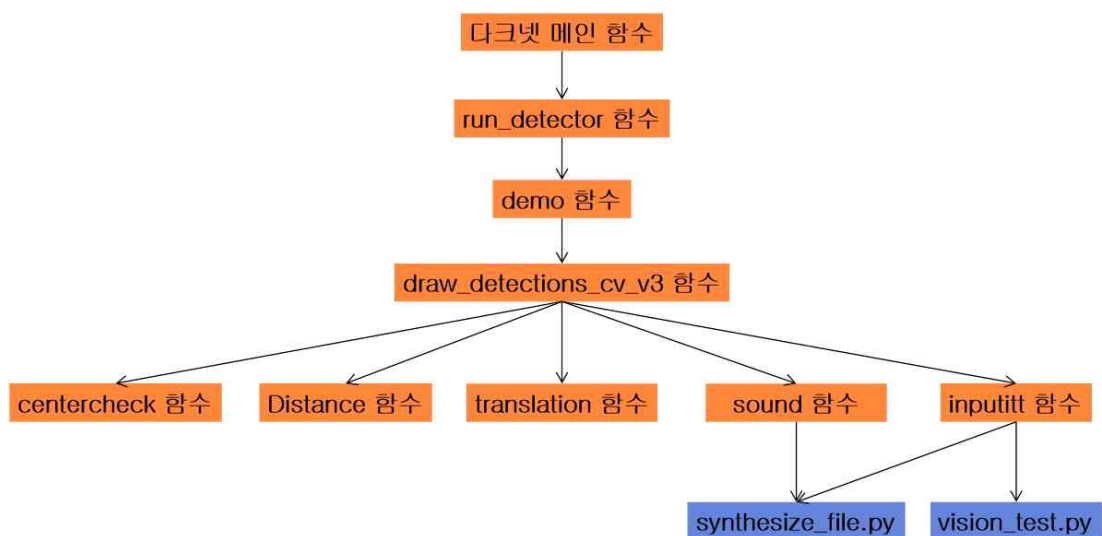 다크넷 메인 함수
run_detector 함수
demo 함수
draw_detections_cv_v3 함수
centercheck 함수
Distance 함수
translation 함수
sound 함수
inputitt 함수
synthesize_file.py
vision_test.py